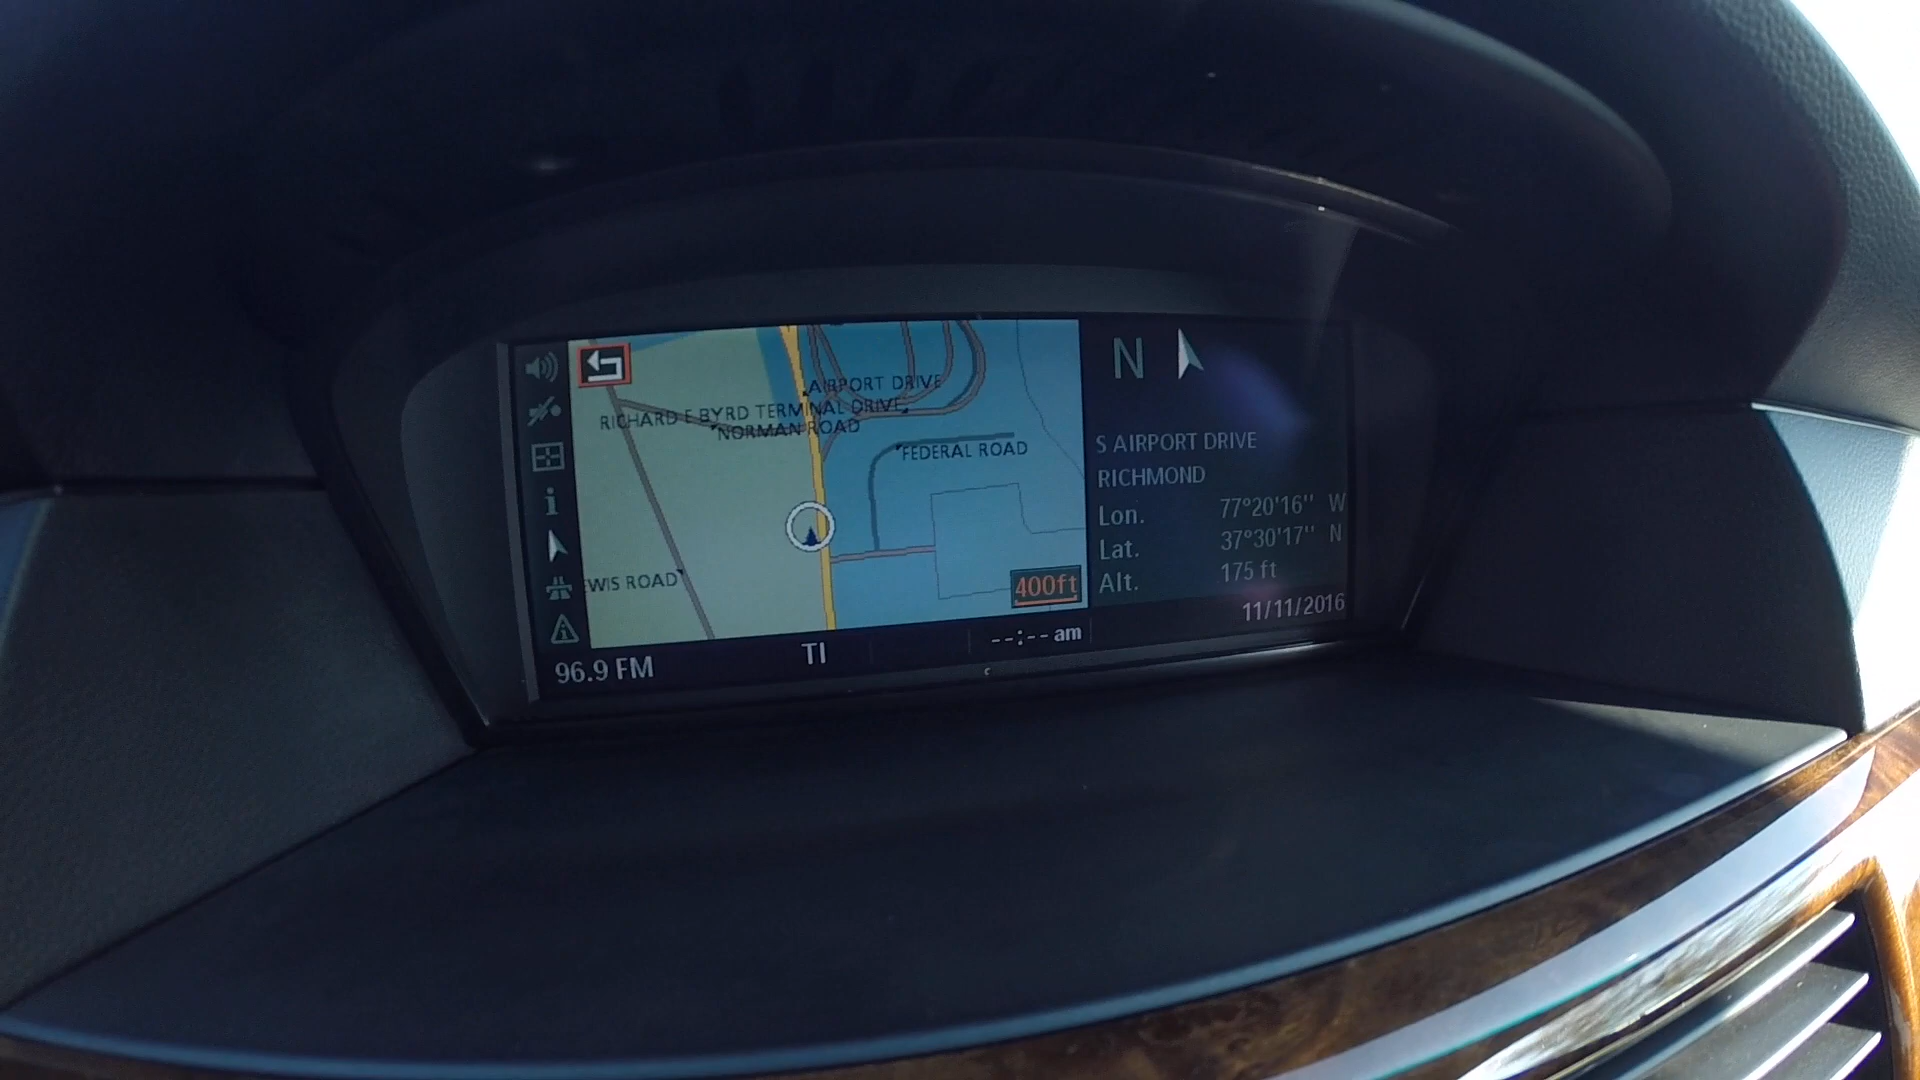 AIRPORT DRIVE
RICHARD E BYRD TERMINAL DRIVE
NORMAN ROAD
FEDERAL ROAD
EWIS ROAD
400ft
N
S AIRPORT DRIVE
RICHMOND
Lon. 77°20'16" W
Lat. 37°30'17" N
Alt. 175 ft
11/11/2016
96.9 FM
TI
--:-- am